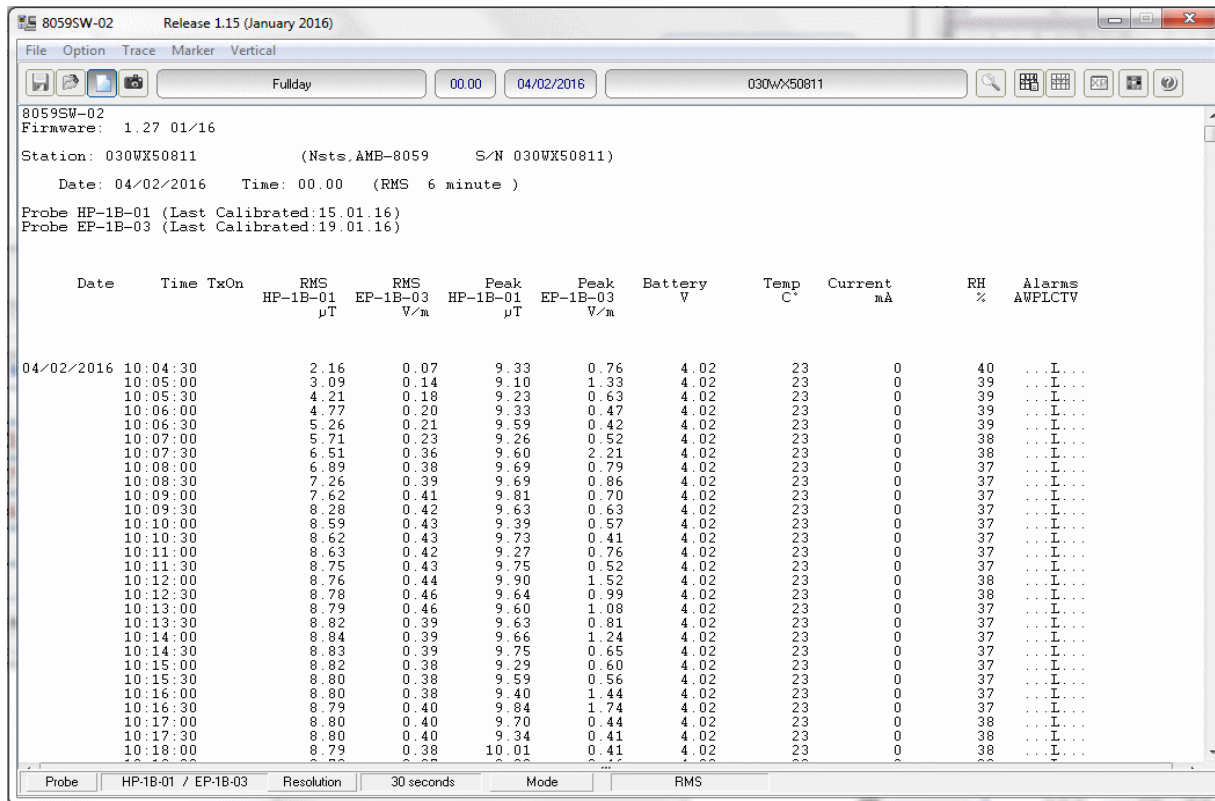 8059SW-02 Release 1.15 (January 2016)
File Option Trace Marker Vertical
Fullday 00.00 04/02/2016 030WX50811
8059SW-02
Firmware: 1.27 01/16
Station: 030WX50811 (Nsts,AMB-8059 S/N 030WX50811)
Date: 04/02/2016 Time: 00.00 (RMS 6 minute )
Probe HP-1B-01 (Last Calibrated:15.01.16)
Probe EP-1B-03 (Last Calibrated:19.01.16)
Date Time TxOn RMS RMS Peak Peak Battery Temp Current RH Alarms
HP-1B-01 EP-1B-03 HP-1B-01 EP-1B-03 V C° mA % AWPLCTV
µT V/m µT V/m
04/02/2016 10:04:30 2.16 0.07 9.33 0.76 4.02 23 0 40 ...L...
10:05:00 3.09 0.14 9.10 1.33 4.02 23 0 39 ...L...
10:05:30 4.21 0.18 9.23 0.63 4.02 23 0 39 ...L...
10:06:00 4.77 0.20 9.33 0.47 4.02 23 0 39 ...L...
10:06:30 5.26 0.21 9.59 0.42 4.02 23 0 39 ...L...
10:07:00 5.71 0.23 9.26 0.52 4.02 23 0 38 ...L...
10:07:30 6.51 0.36 9.60 2.21 4.02 23 0 38 ...L...
10:08:00 6.89 0.38 9.69 0.79 4.02 23 0 37 ...L...
10:08:30 7.26 0.39 9.69 0.86 4.02 23 0 37 ...L...
10:09:00 7.62 0.41 9.81 0.70 4.02 23 0 37 ...L...
10:09:30 8.28 0.42 9.63 0.63 4.02 23 0 37 ...L...
10:10:00 8.59 0.43 9.39 0.57 4.02 23 0 37 ...L...
10:10:30 8.62 0.43 9.73 0.41 4.02 23 0 37 ...L...
10:11:00 8.63 0.42 9.27 0.76 4.02 23 0 37 ...L...
10:11:30 8.75 0.43 9.75 0.52 4.02 23 0 37 ...L...
10:12:00 8.76 0.44 9.90 1.52 4.02 23 0 38 ...L...
10:12:30 8.78 0.46 9.64 0.99 4.02 23 0 38 ...L...
10:13:00 8.79 0.46 9.60 1.08 4.02 23 0 37 ...L...
10:13:30 8.82 0.39 9.63 0.81 4.02 23 0 37 ...L...
10:14:00 8.84 0.39 9.66 1.24 4.02 23 0 37 ...L...
10:14:30 8.83 0.39 9.75 0.65 4.02 23 0 37 ...L...
10:15:00 8.82 0.38 9.29 0.60 4.02 23 0 37 ...L...
10:15:30 8.80 0.38 9.59 0.56 4.02 23 0 37 ...L...
10:16:00 8.80 0.38 9.40 1.44 4.02 23 0 37 ...L...
10:16:30 8.79 0.40 9.84 1.74 4.02 23 0 37 ...L...
10:17:00 8.80 0.40 9.70 0.44 4.02 23 0 38 ...L...
10:17:30 8.80 0.40 9.34 0.41 4.02 23 0 38 ...L...
10:18:00 8.79 0.38 10.01 0.41 4.02 23 0 38 ...L...
Probe HP-1B-01 / EP-1B-03 Resolution 30 seconds Mode RMS